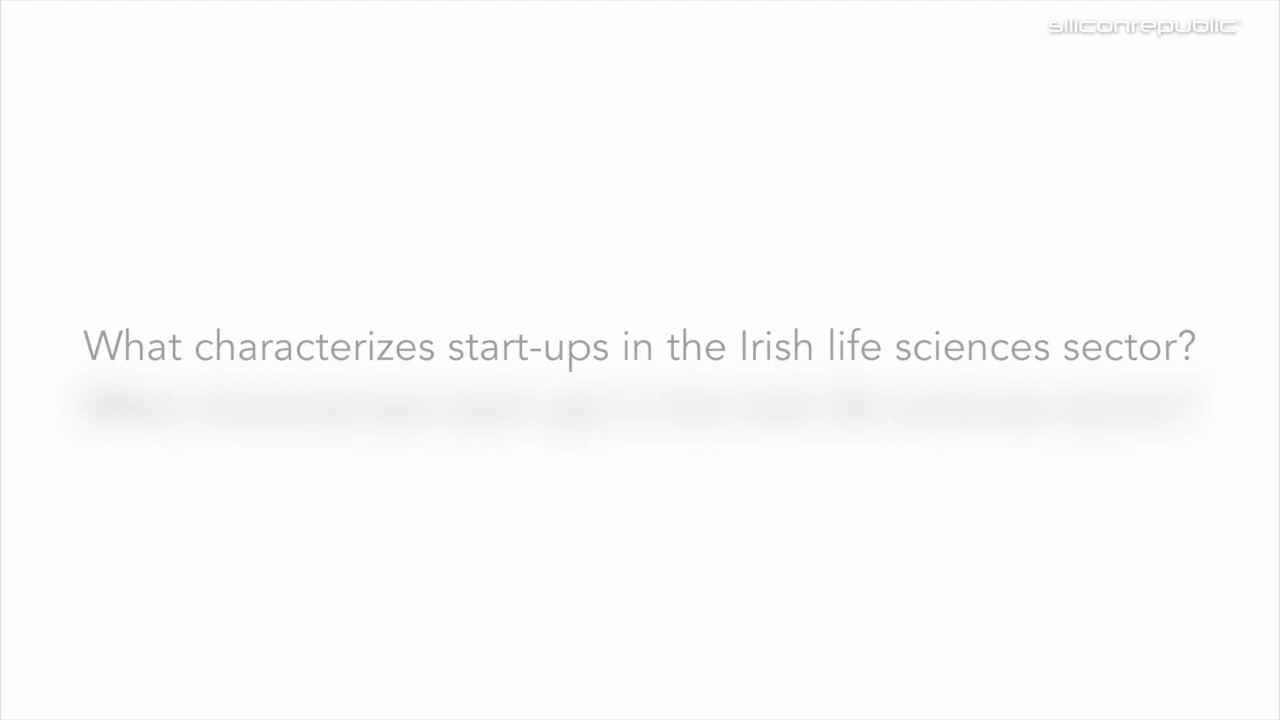 siliconrepublic
What characterizes start-ups in the Irish life sciences sector?